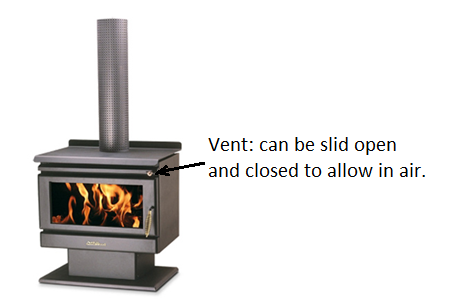 Vent: can be slid open
and closed to allow in air.